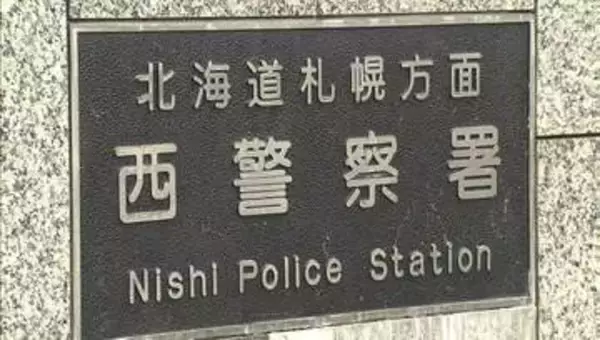 北海道札幌方面
西警察署
Nishi Police Station